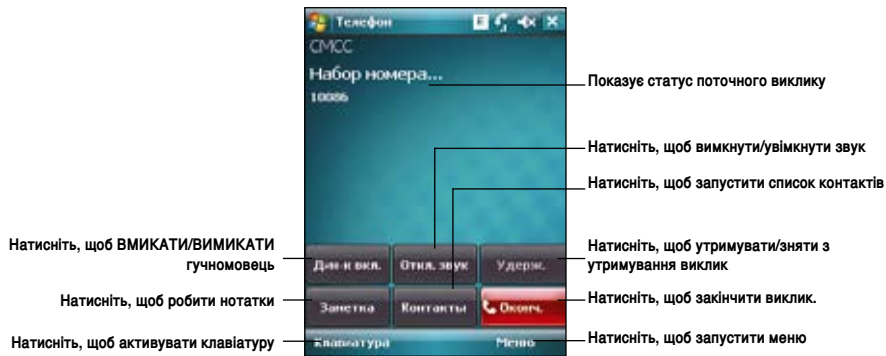 Телефон
СМСС
Набор номера...
10086
Показує статус поточного виклику
Натисніть, щоб вимкнути/увімкнути звук
Натисніть, щоб запустити список контактів
Натисніть, щоб ВМИКАТИ/ВИМИКАТИ
гучномовець
Дин-к вкл.
Откл. звук
Удерж.
Натисніть, щоб утримувати/зняти з
утримування виклик
Натисніть, щоб робити нотатки
Заметка
Контакты
Оконч.
Натисніть, щоб закінчити виклик.
Натисніть, щоб активувати клавіатуру
Клавиатура
Меню
Натисніть, щоб запустити меню